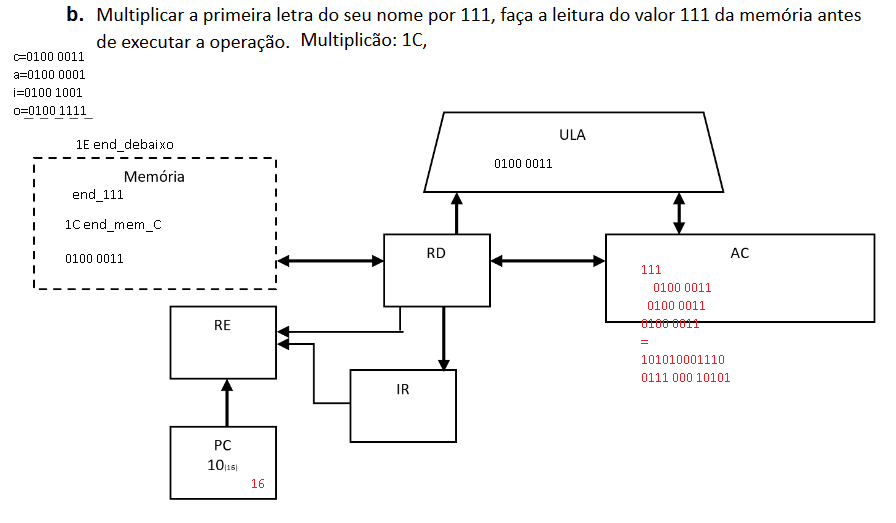 b. Multiplicar a primeira letra do seu nome por 111, faça a leitura do valor 111 da memória antes
de executar a operação. Multiplicão: 1C,
c=0100 0011
a=0100 0001
i=0100 1001
o=0100 1111
1E end_debaixo
Memória
end_111
1C end_mem_C
0100 0011
ULA
0100 0011
RD
AC
111
0100 0011
0100 0011
0100 0011
=
101010001110
0111 000 10101
RE
IR
PC
10(16)
16